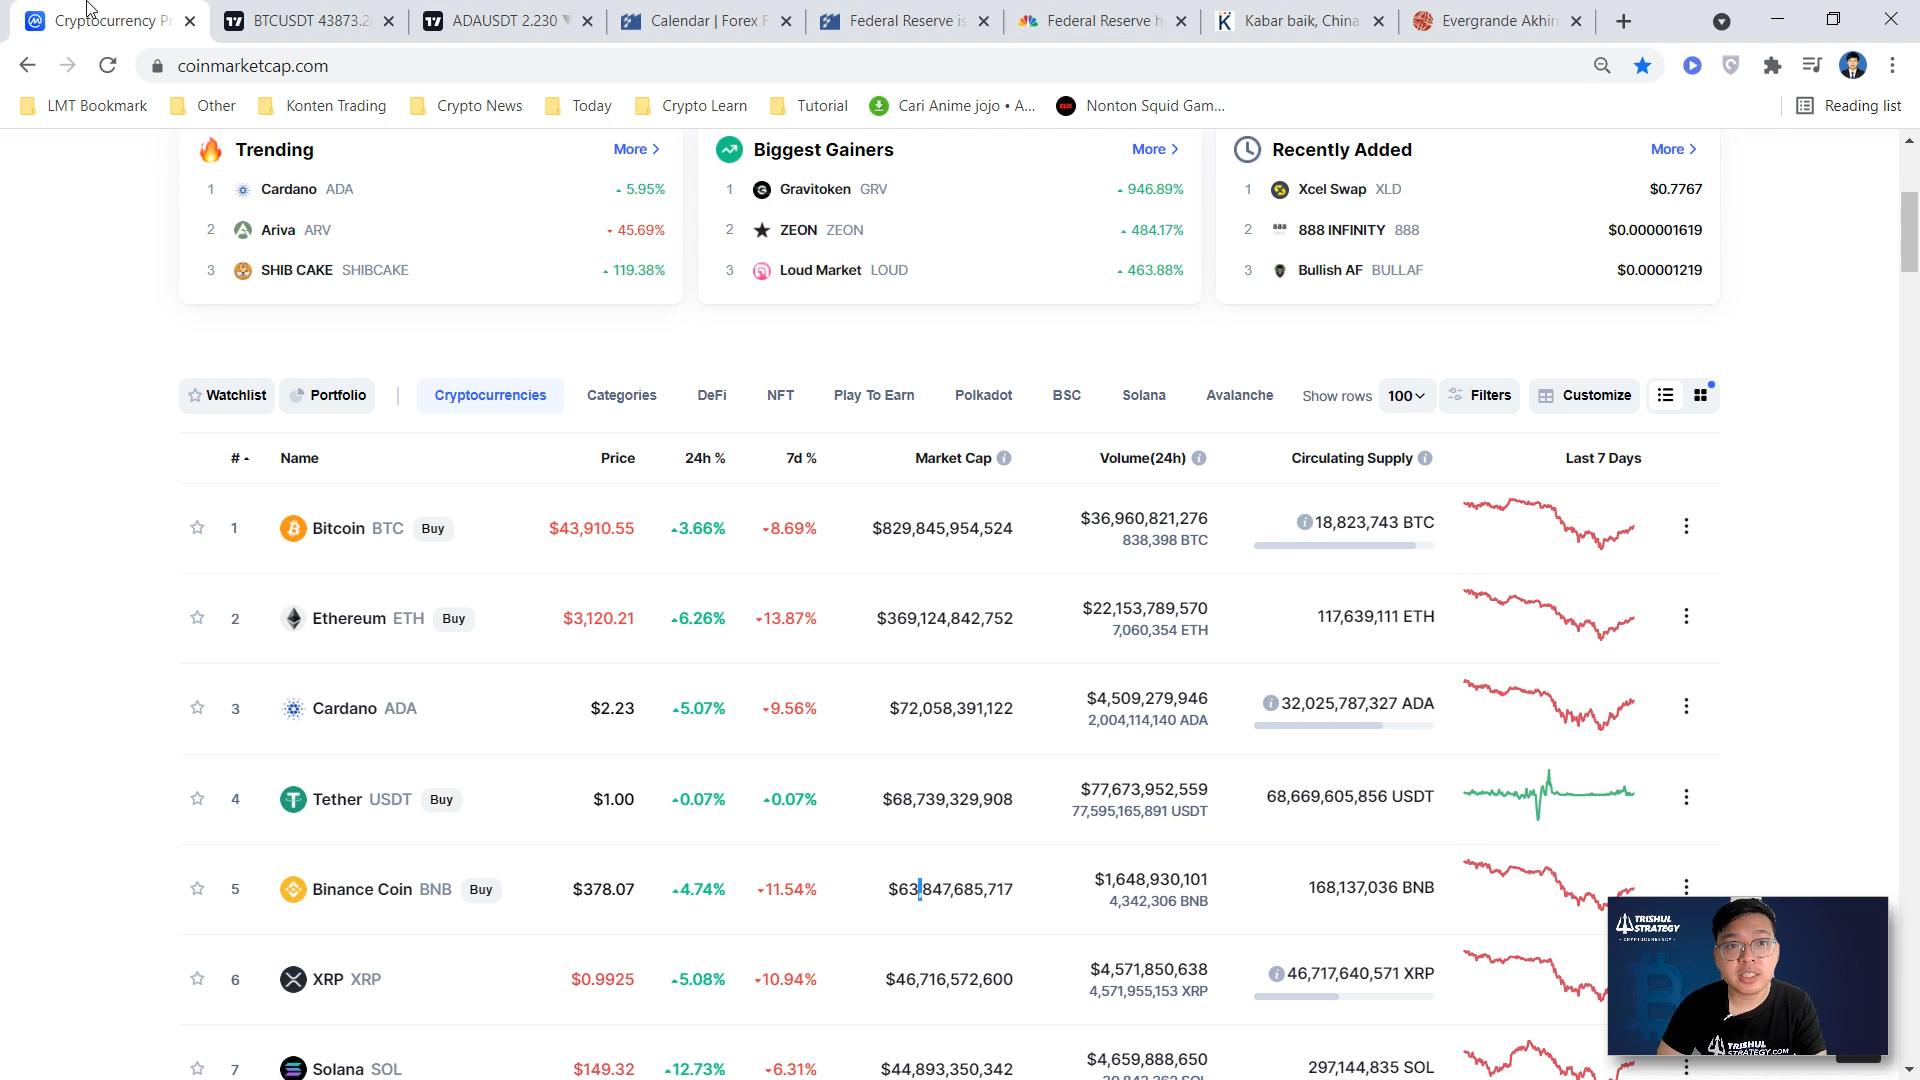 Cryptocurrency Pr
BTCUSDT 43873.2
ADAUSDT 2.230 ▼
Calendar | Forex F
Federal Reserve is
Federal Reserve h
Kabar baik, China
Evergrande Akhir
coinmarketcap.com
LMT Bookmark
Other
Konten Trading
Crypto News
Today
Crypto Learn
Tutorial
Cari Anime jojo • A...
Nonton Squid Gam...
Reading list
Trending
More >
1 Cardano ADA 5.95%
2 Ariva ARV 45.69%
3 SHIB CAKE SHIBCAKE 119.38%
Biggest Gainers
More >
1 Gravitoken GRV 946.89%
2 ZEON ZEON 484.17%
3 Loud Market LOUD 463.88%
Recently Added
More >
1 Xcel Swap XLD $0.7767
2 888 INFINITY 888 $0.000001619
3 Bullish AF BULLAF $0.00001219
Watchlist Portfolio | Cryptocurrencies Categories DeFi NFT Play To Earn Polkadot BSC Solana Avalanche Show rows 100 Filters Customize
# Name Price 24h % 7d % Market Cap Volume(24h) Circulating Supply Last 7 Days
1 Bitcoin BTC Buy $43,910.55 3.66% 8.69% $829,845,954,524 $36,960,821,276 18,823,743 BTC
838,398 BTC
2 Ethereum ETH Buy $3,120.21 6.26% 13.87% $369,124,842,752 $22,153,789,570 117,639,111 ETH
7,060,354 ETH
3 Cardano ADA $2.23 5.07% 9.56% $72,058,391,122 $4,509,279,946 32,025,787,327 ADA
2,004,114,140 ADA
4 Tether USDT Buy $1.00 0.07% 0.07% $68,739,329,908 $77,673,952,559 68,669,605,856 USDT
77,595,165,891 USDT
5 Binance Coin BNB Buy $378.07 4.74% 11.54% $63,847,685,717 $1,648,930,101 168,137,036 BNB
4,342,306 BNB
6 XRP XRP $0.9925 5.08% 10.94% $46,716,572,600 $4,571,850,638 46,717,640,571 XRP
4,571,955,153 XRP
7 Solana SOL $149.32 12.73% 6.31% $44,893,350,342 $4,659,888,650 297,144,835 SOL
TRISHUL
STRATEGY
CRYPTOCURRENCY
TRISHUL
STRATEGY.COM